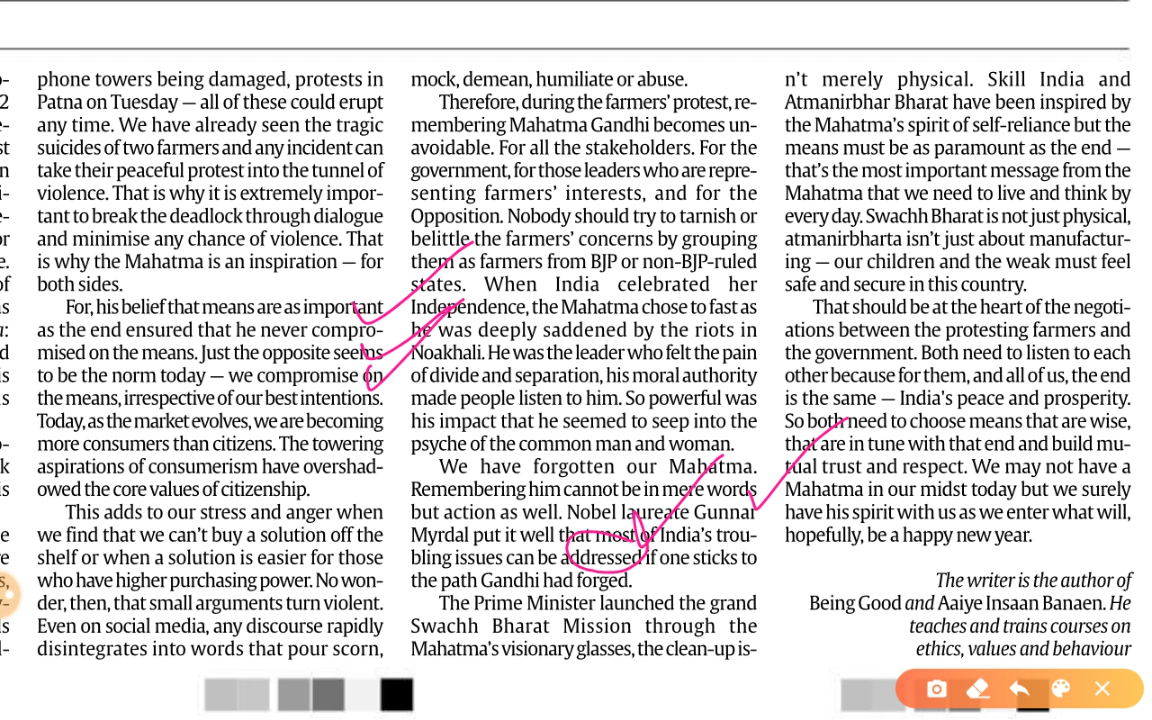 phone towers being damaged, protests in
Patna on Tuesday — all of these could erupt
any time. We have already seen the tragic
suicides of two farmers and any incident can
take their peaceful protest into the tunnel of
violence. That is why it is extremely impor-
tant to break the deadlock through dialogue
and minimise any chance of violence. That
is why the Mahatma is an inspiration — for
both sides.
For, his belief that means are as important
as the end ensured that he never compro-
mised on the means. Just the opposite seems
to be the norm today — we compromise on
the means, irrespective of our best intentions.
Today, as the market evolves, we are becoming
more consumers than citizens. The towering
aspirations of consumerism have overshad-
owed the core values of citizenship.
This adds to our stress and anger when
we find that we can't buy a solution off the
shelf or when a solution is easier for those
who have higher purchasing power. No won-
der, then, that small arguments turn violent.
Even on social media, any discourse rapidly
disintegrates into words that pour scorn,
mock, demean, humiliate or abuse.
Therefore, during the farmers' protest, re-
membering Mahatma Gandhi becomes un-
avoidable. For all the stakeholders. For the
government, for those leaders who are repre-
senting farmers' interests, and for the
Opposition. Nobody should try to tarnish or
belittle the farmers' concerns by grouping
them as farmers from BJP or non-BJP-ruled
states. When India celebrated her
Independence, the Mahatma chose to fast as
he was deeply saddened by the riots in
Noakhali. He was the leader who felt the pain
of divide and separation, his moral authority
made people listen to him. So powerful was
his impact that he seemed to seep into the
psyche of the common man and woman.
We have forgotten our Mahatma.
Remembering him cannot be in mere words
but action as well. Nobel laureate Gunnar
Myrdal put it well that most of India's trou-
bling issues can be addressed if one sticks to
the path Gandhi had forged.
The Prime Minister launched the grand
Swachh Bharat Mission through the
Mahatma's visionary glasses, the clean-up is-
n't merely physical. Skill India and
Atmanirbhar Bharat have been inspired by
the Mahatma's spirit of self-reliance but the
means must be as paramount as the end —
that's the most important message from the
Mahatma that we need to live and think by
every day. Swachh Bharat is not just physical,
atmanirbharta isn't just about manufactur-
ing — our children and the weak must feel
safe and secure in this country.
That should be at the heart of the negoti-
ations between the protesting farmers and
the government. Both need to listen to each
other because for them, and all of us, the end
is the same — India's peace and prosperity.
So both need to choose means that are wise,
that are in tune with that end and build mu-
tual trust and respect. We may not have a
Mahatma in our midst today but we surely
have his spirit with us as we enter what will,
hopefully, be a happy new year.
The writer is the author of
Being Good and Aaiye Insaan Banaen. He
teaches and trains courses on
ethics, values and behaviour